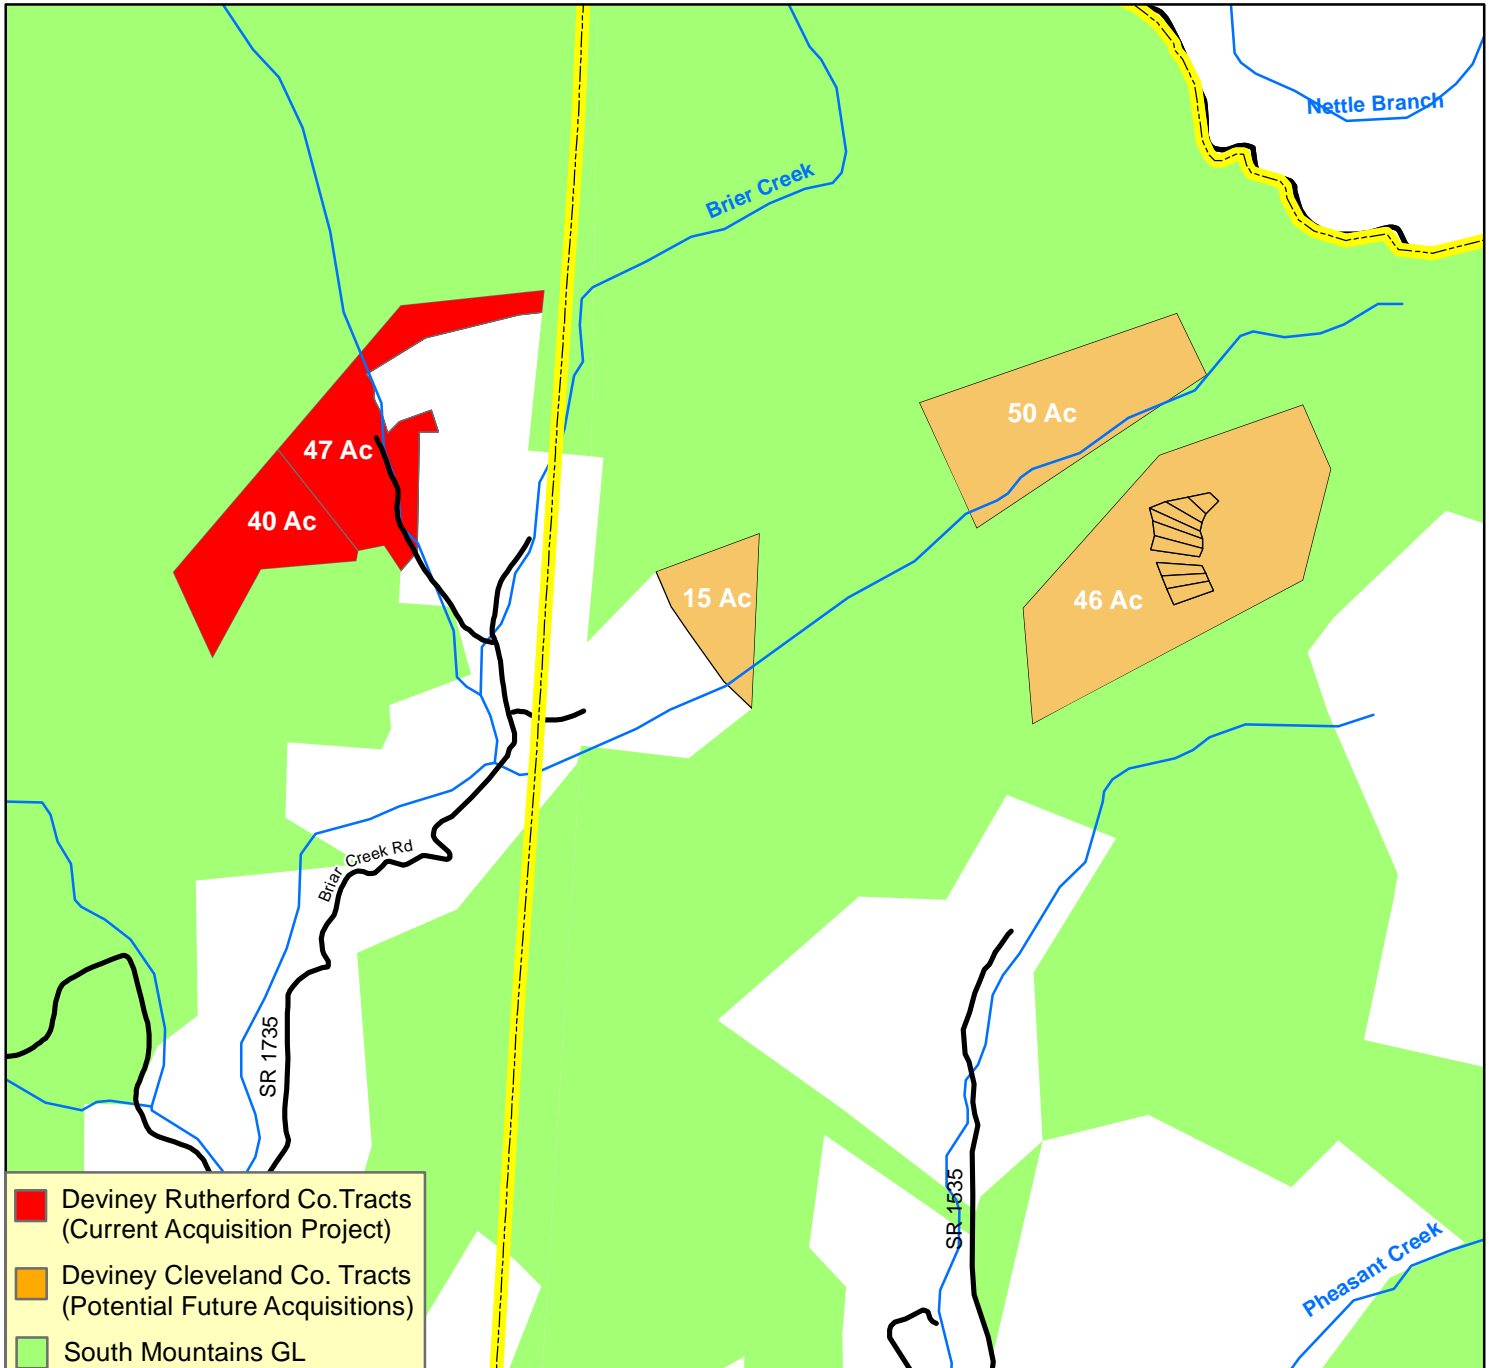 Nettle Branch
Brier Creek
50 Ac
47 Ac
40 Ac
15 Ac
46 Ac
Briar Creek Rd
SR 1735
SR 1535
Pheasant Creek
Deviney Rutherford Co.Tracts
(Current Acquisition Project)
Deviney Cleveland Co. Tracts
(Potential Future Acquisitions)
South Mountains GL